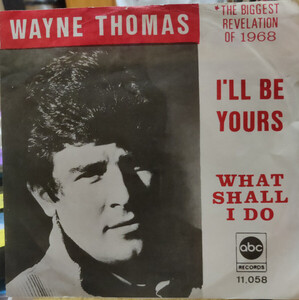 WAYNE THOMAS
* THE BIGGEST
REVELATION
OF 1968
I'LL BE
YOURS
WHAT
SHALL
I DO
abc
RECORDS
11.058